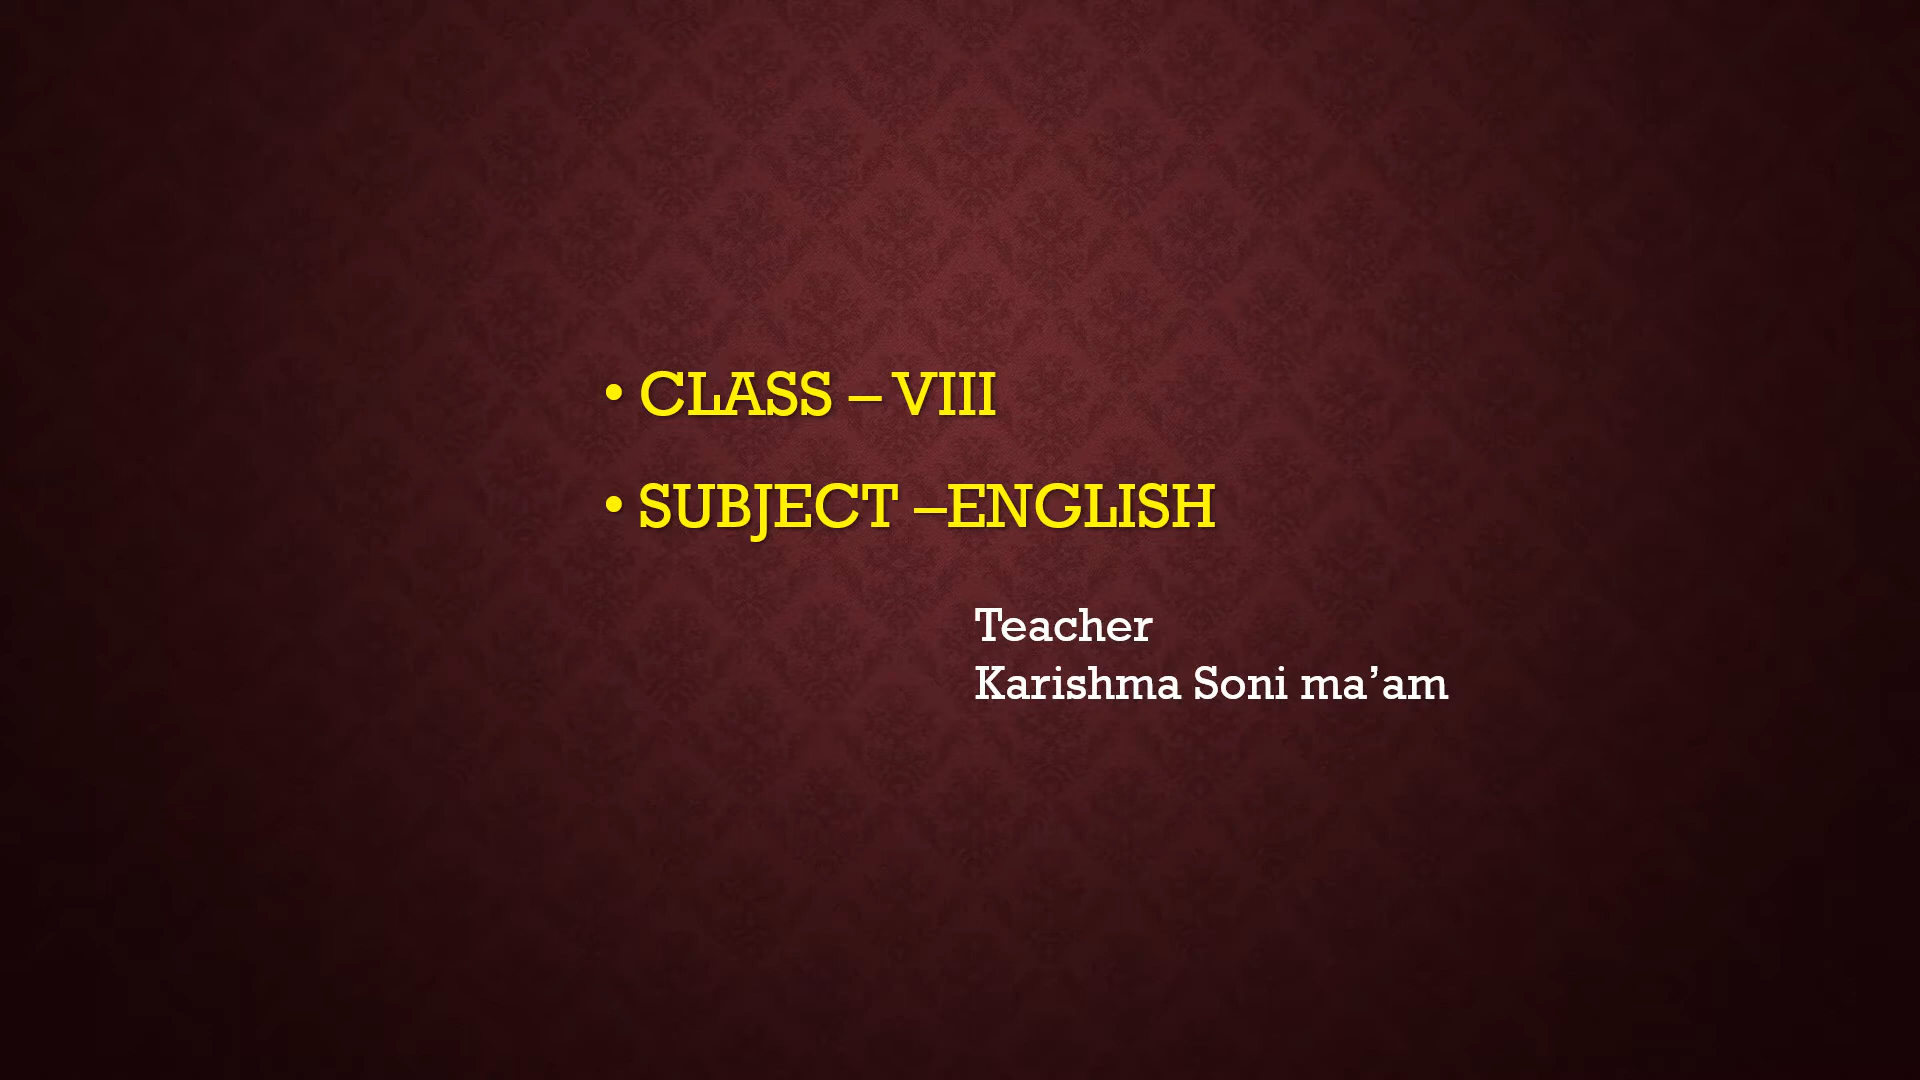 • CLASS – VIII
• SUBJECT –ENGLISH
Teacher
Karishma Soni ma’am